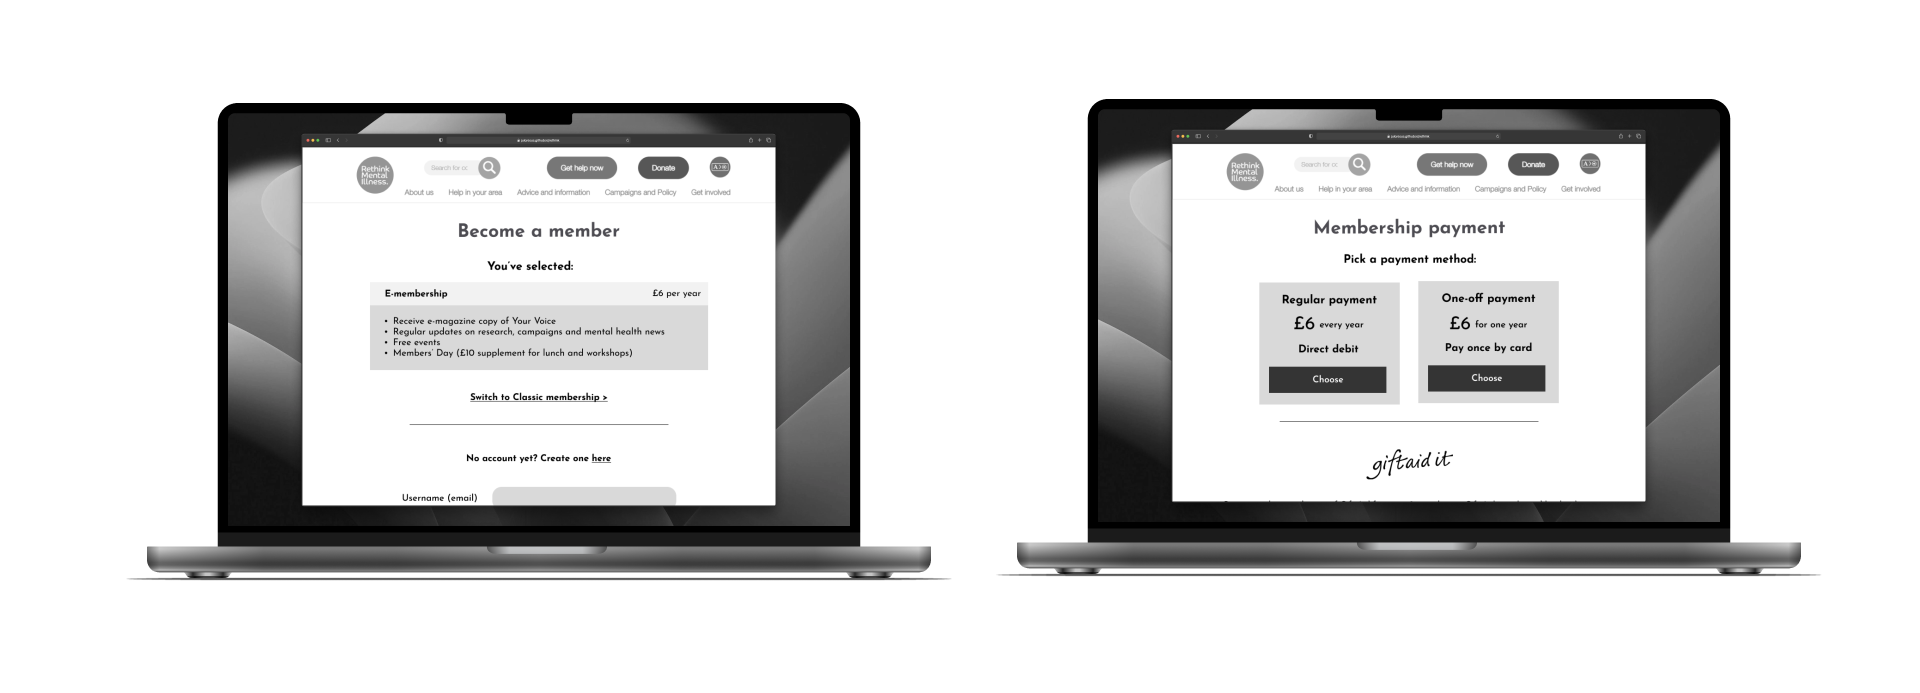 Rethink
Mental
Illness.
Search for cc
Get help now
Donate
About us
Help in your area
Advice and information
Campaigns and Policy
Get involved
Become a member
You've selected:
E-membership
£6 per year
• Receive e-magazine copy of Your Voice
• Regular updates on research, campaigns and mental health news
• Free events
• Members' Day (£10 supplement for lunch and workshops)
Switch to Classic membership >
No account yet? Create one here
Username (email)
Rethink
Mental
Illness.
Search for cc
Get help now
Donate
About us
Help in your area
Advice and information
Campaigns and Policy
Get involved
Membership payment
Pick a payment method:
Regular payment
£6 every year
Direct debit
Choose
One-off payment
£6 for one year
Pay once by card
Choose
giftaid it